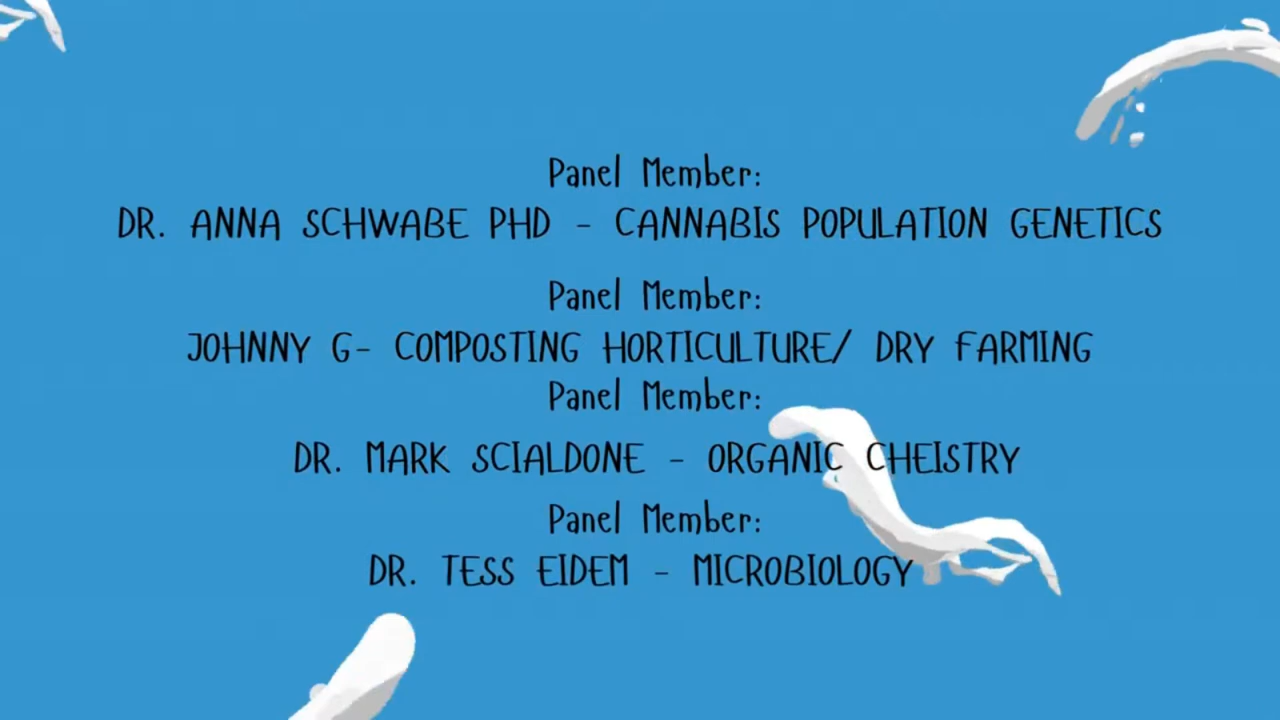 Panel Member:
DR. ANNA SCHWABE PHD - CANNABIS POPULATION GENETICS
Panel Member:
JOHNNY G- COMPOSTING HORTICULTURE/ DRY FARMING
Panel Member:
DR. MARK SCIALDONE - ORGANIC CHEISTRY
Panel Member:
DR. TESS EIDEM - MICROBIOLOGY